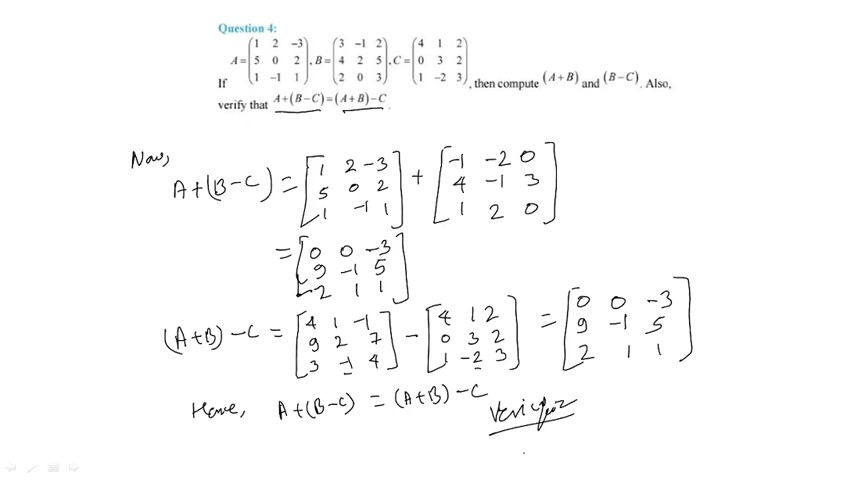 Question 4:
If A = (1 2 −3; 5 0 2; 1 −1 1), B = (3 −1 2; 4 2 5; 2 0 3), C = (4 1 2; 0 3 2; 1 −2 3), then compute (A+B) and (B−C). Also,
verify that A+(B−C)=(A+B)−C.
Now,
A+(B−C) = [1 2 −3; 5 0 2; 1 −1 1] + [−1 −2 0; 4 −1 3; 1 2 0]
= [0 0 −3; 9 −1 5; 2 1 1]
(A+B) −C = [4 1 −1; 9 2 7; 3 −1 4] − [4 1 2; 0 3 2; 1 −2 3] = [0 0 −3; 9 −1 5; 2 1 1]
A+(B−C) = (A+B) −C